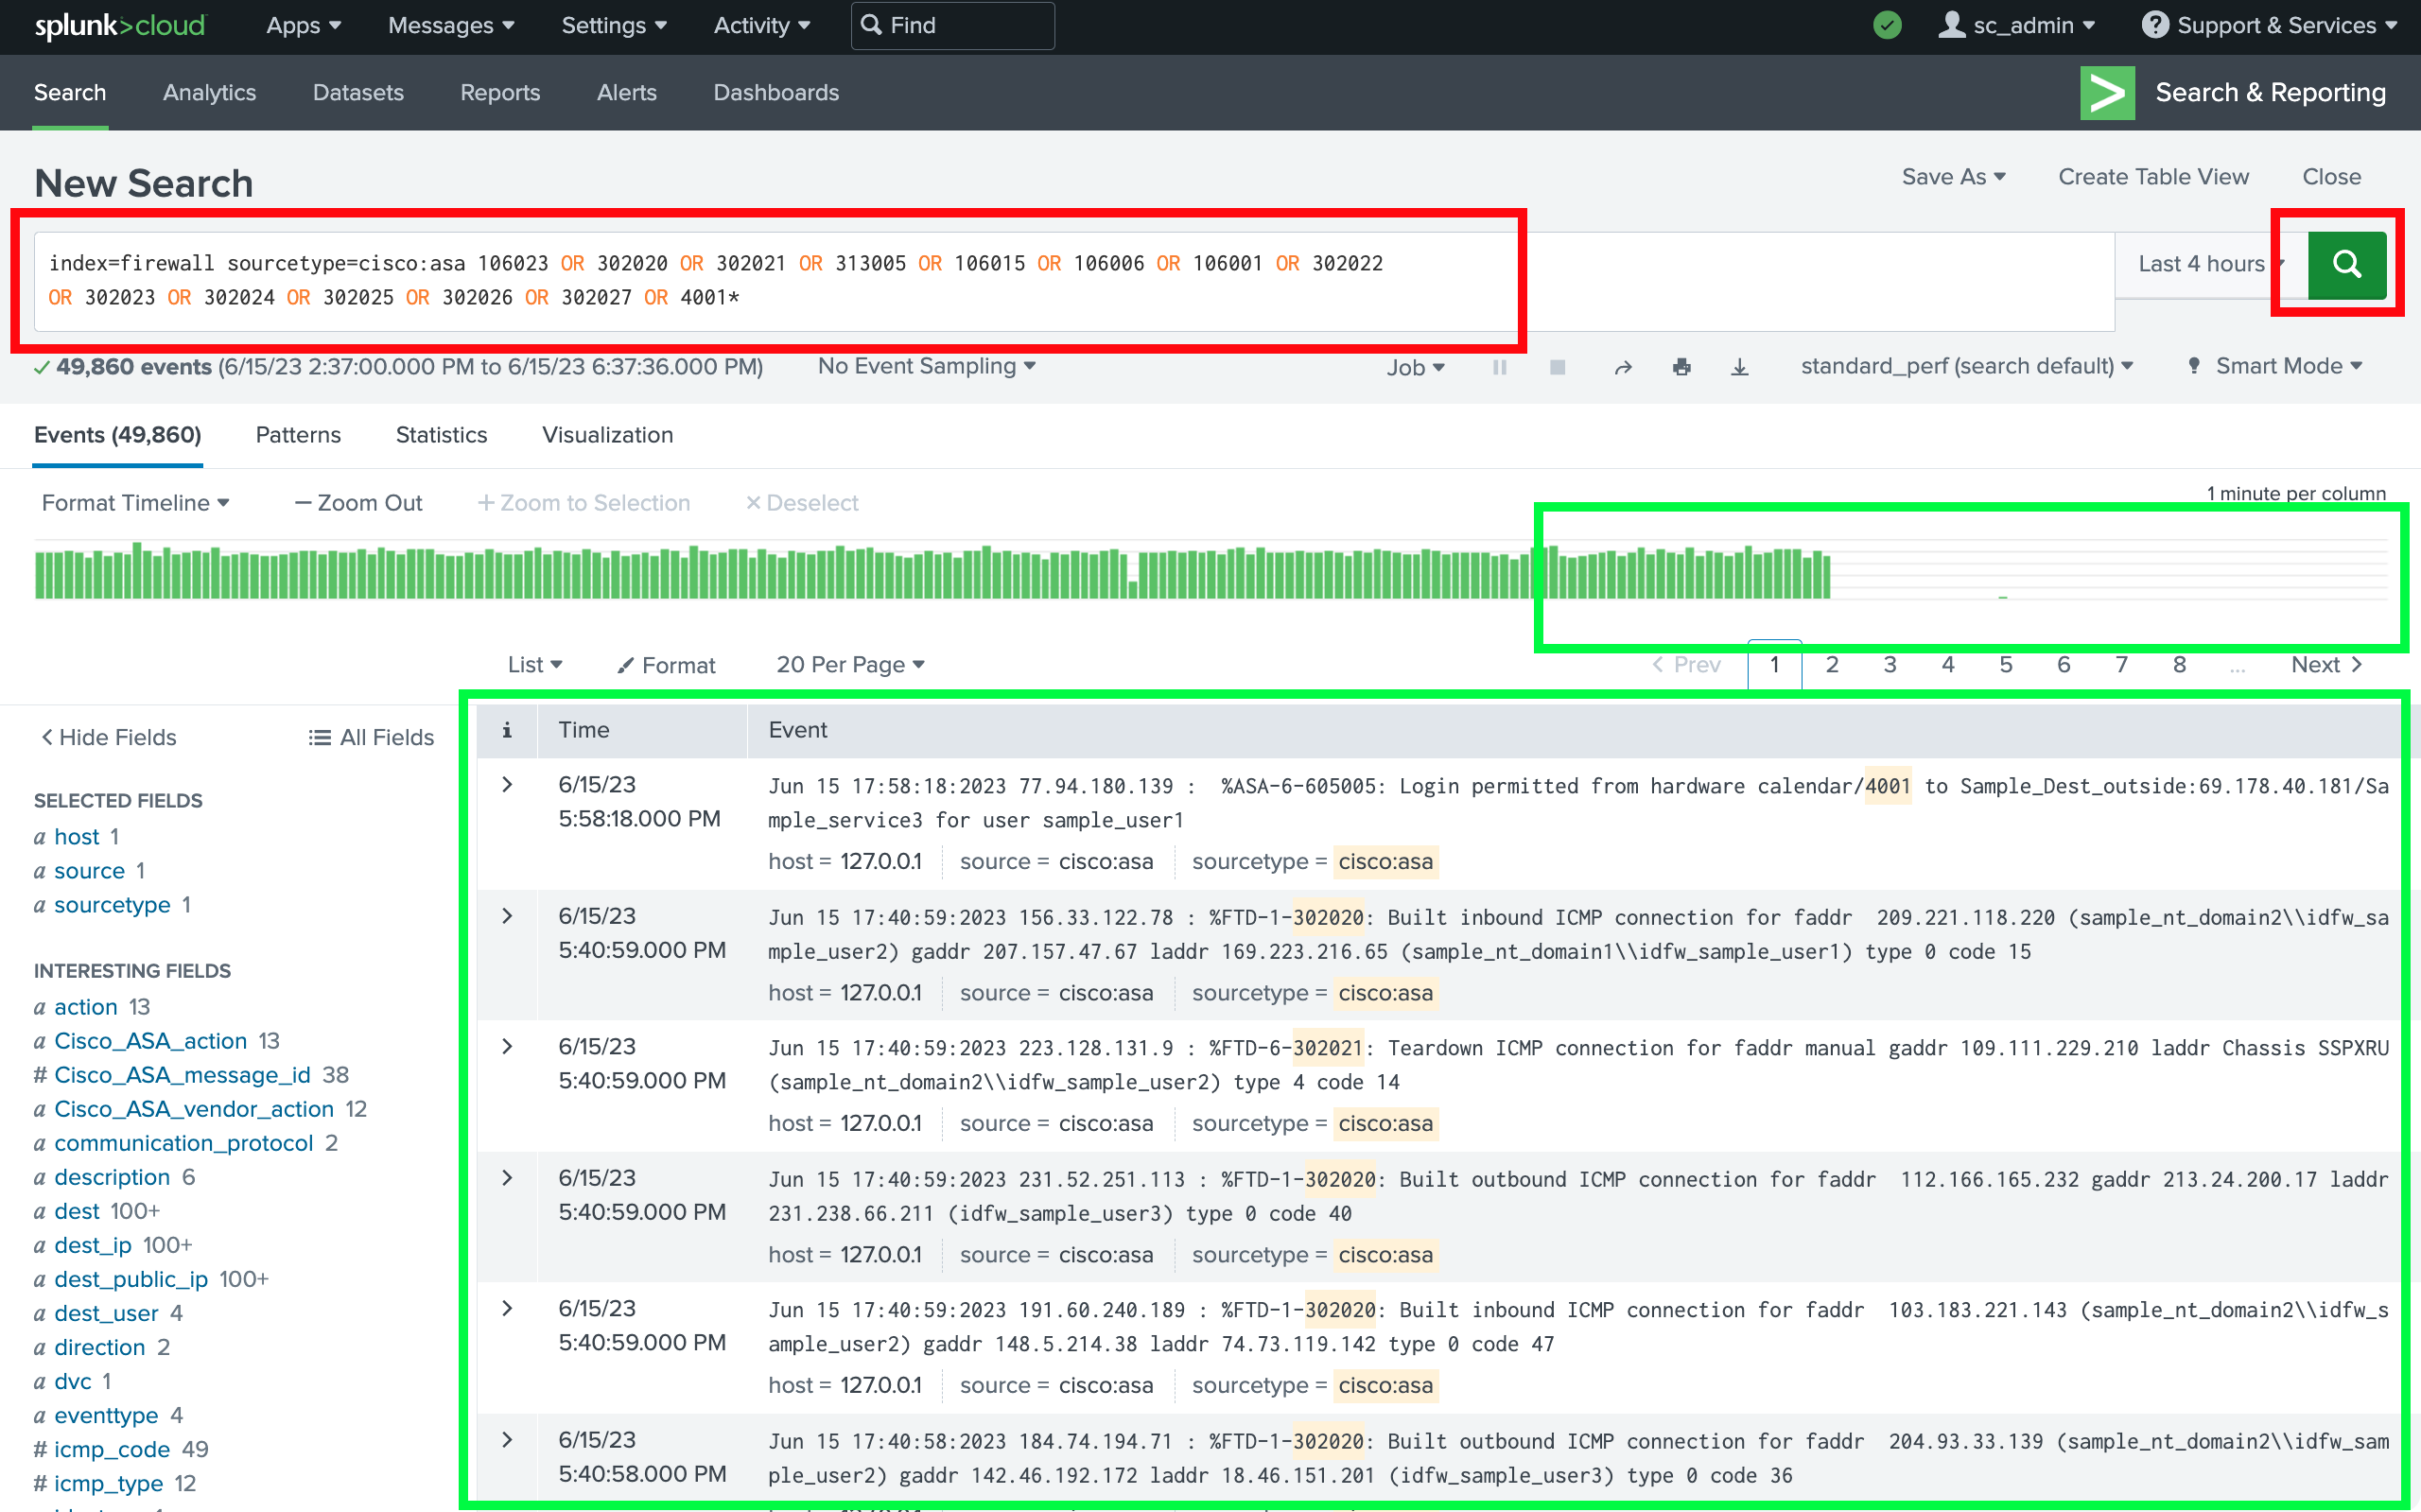 splunk>cloud Apps Messages Settings Activity Find sc_admin ? Support & Services
Search Analytics Datasets Reports Alerts Dashboards > Search & Reporting
New Search Save As Create Table View Close
index=firewall sourcetype=cisco:asa 106023 OR 302020 OR 302021 OR 313005 OR 106015 OR 106006 OR 106001 OR 302022
OR 302023 OR 302024 OR 302025 OR 302026 OR 302027 OR 4001*
Last 4 hours
49,860 events (6/15/23 2:37:00.000 PM to 6/15/23 6:37:36.000 PM) No Event Sampling Job standard_perf (search default) Smart Mode
Events (49,860) Patterns Statistics Visualization
Format Timeline — Zoom Out + Zoom to Selection × Deselect 1 minute per column
List Format 20 Per Page < Prev 1 2 3 4 5 6 7 8 ... Next >
< Hide Fields All Fields
SELECTED FIELDS
a host 1
a source 1
a sourcetype 1
INTERESTING FIELDS
a action 13
a Cisco_ASA_action 13
# Cisco_ASA_message_id 38
a Cisco_ASA_vendor_action 12
a communication_protocol 2
a description 6
a dest 100+
a dest_ip 100+
a dest_public_ip 100+
a dest_user 4
a direction 2
a dvc 1
a eventtype 4
# icmp_code 49
# icmp_type 12
i Time Event
> 6/15/23 5:58:18.000 PM
Jun 15 17:58:18:2023 77.94.180.139 :  %ASA-6-605005: Login permitted from hardware calendar/4001 to Sample_Dest_outside:69.178.40.181/Sa
mple_service3 for user sample_user1
host = 127.0.0.1 source = cisco:asa sourcetype = cisco:asa
> 6/15/23 5:40:59.000 PM
Jun 15 17:40:59:2023 156.33.122.78 : %FTD-1-302020: Built inbound ICMP connection for faddr  209.221.118.220 (sample_nt_domain2\\idfw_sa
mple_user2) gaddr 207.157.47.67 laddr 169.223.216.65 (sample_nt_domain1\\idfw_sample_user1) type 0 code 15
host = 127.0.0.1 source = cisco:asa sourcetype = cisco:asa
> 6/15/23 5:40:59.000 PM
Jun 15 17:40:59:2023 223.128.131.9 : %FTD-6-302021: Teardown ICMP connection for faddr manual gaddr 109.111.229.210 laddr Chassis SSPXRU
(sample_nt_domain2\\idfw_sample_user2) type 4 code 14
host = 127.0.0.1 source = cisco:asa sourcetype = cisco:asa
> 6/15/23 5:40:59.000 PM
Jun 15 17:40:59:2023 231.52.251.113 : %FTD-1-302020: Built outbound ICMP connection for faddr  112.166.165.232 gaddr 213.24.200.17 laddr
231.238.66.211 (idfw_sample_user3) type 0 code 40
host = 127.0.0.1 source = cisco:asa sourcetype = cisco:asa
> 6/15/23 5:40:59.000 PM
Jun 15 17:40:59:2023 191.60.240.189 : %FTD-1-302020: Built inbound ICMP connection for faddr  103.183.221.143 (sample_nt_domain2\\idfw_s
ample_user2) gaddr 148.5.214.38 laddr 74.73.119.142 type 0 code 47
host = 127.0.0.1 source = cisco:asa sourcetype = cisco:asa
> 6/15/23 5:40:58.000 PM
Jun 15 17:40:58:2023 184.74.194.71 : %FTD-1-302020: Built outbound ICMP connection for faddr  204.93.33.139 (sample_nt_domain2\\idfw_sam
ple_user2) gaddr 142.46.192.172 laddr 18.46.151.201 (idfw_sample_user3) type 0 code 36